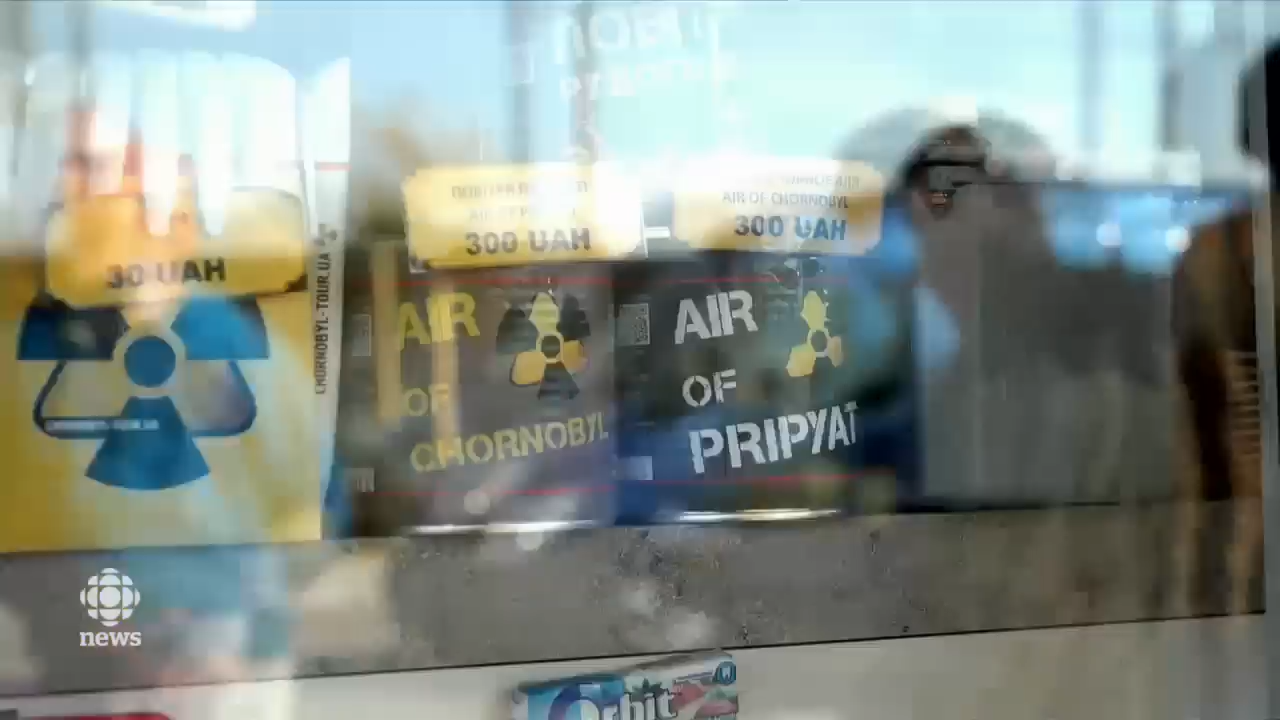 30 UAH
CHORNOBYL-TOUR.UA
300 UAH
AIR
OF
CHORNOBYL
AIR OF CHORNOBYL
300 UAH
AIR
OF
PRIPYAT
news
Orbit